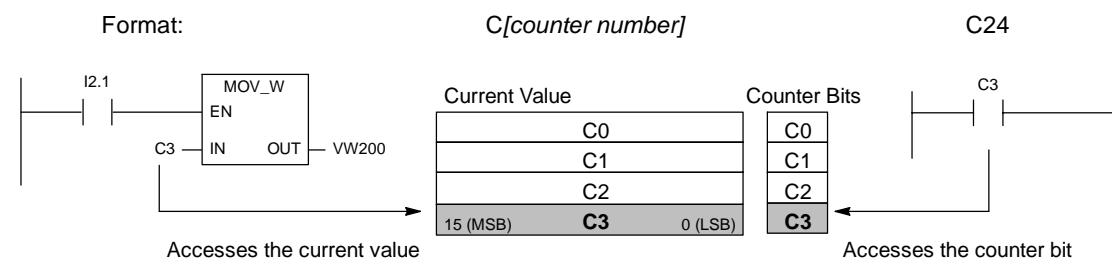 Format: C[counter number] C24
I2.1
MOV_W
EN
C3 IN OUT VW200
Current Value
C0
C1
C2
15 (MSB) C3 0 (LSB)
Counter Bits
C0
C1
C2
C3
C3
Accesses the current value
Accesses the counter bit